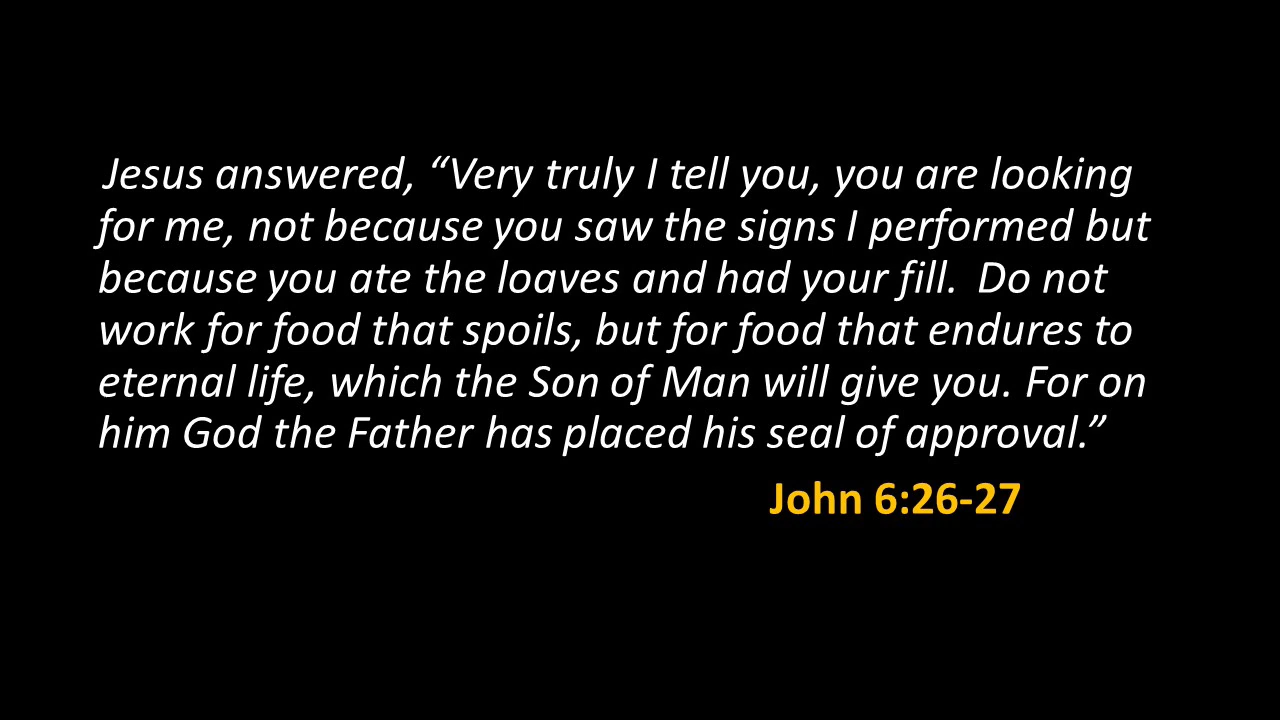 Jesus answered, “Very truly I tell you, you are looking
for me, not because you saw the signs I performed but
because you ate the loaves and had your fill.  Do not
work for food that spoils, but for food that endures to
eternal life, which the Son of Man will give you. For on
him God the Father has placed his seal of approval.”
John 6:26-27